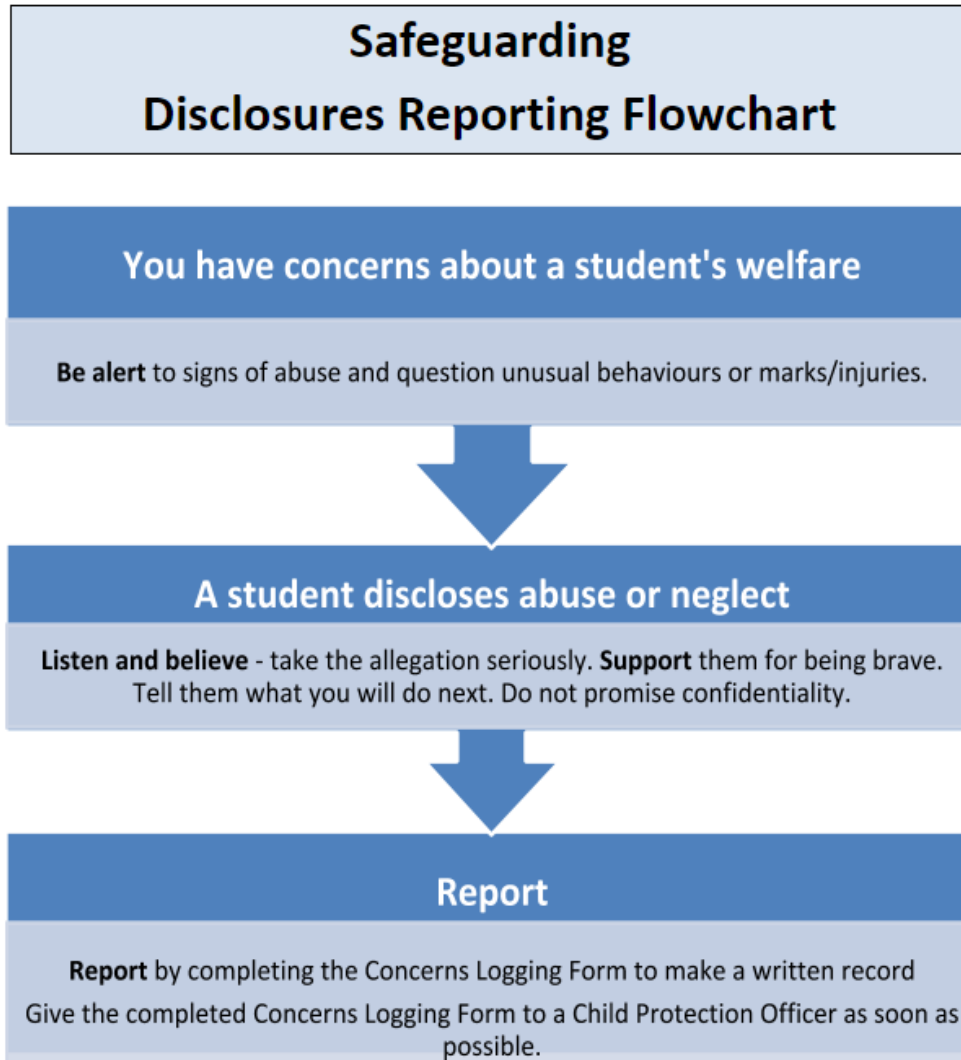 Safeguarding
Disclosures Reporting Flowchart
You have concerns about a student's welfare
Be alert to signs of abuse and question unusual behaviours or marks/injuries.
A student discloses abuse or neglect
Listen and believe - take the allegation seriously. Support them for being brave.
Tell them what you will do next. Do not promise confidentiality.
Report
Report by completing the Concerns Logging Form to make a written record
Give the completed Concerns Logging Form to a Child Protection Officer as soon as
possible.